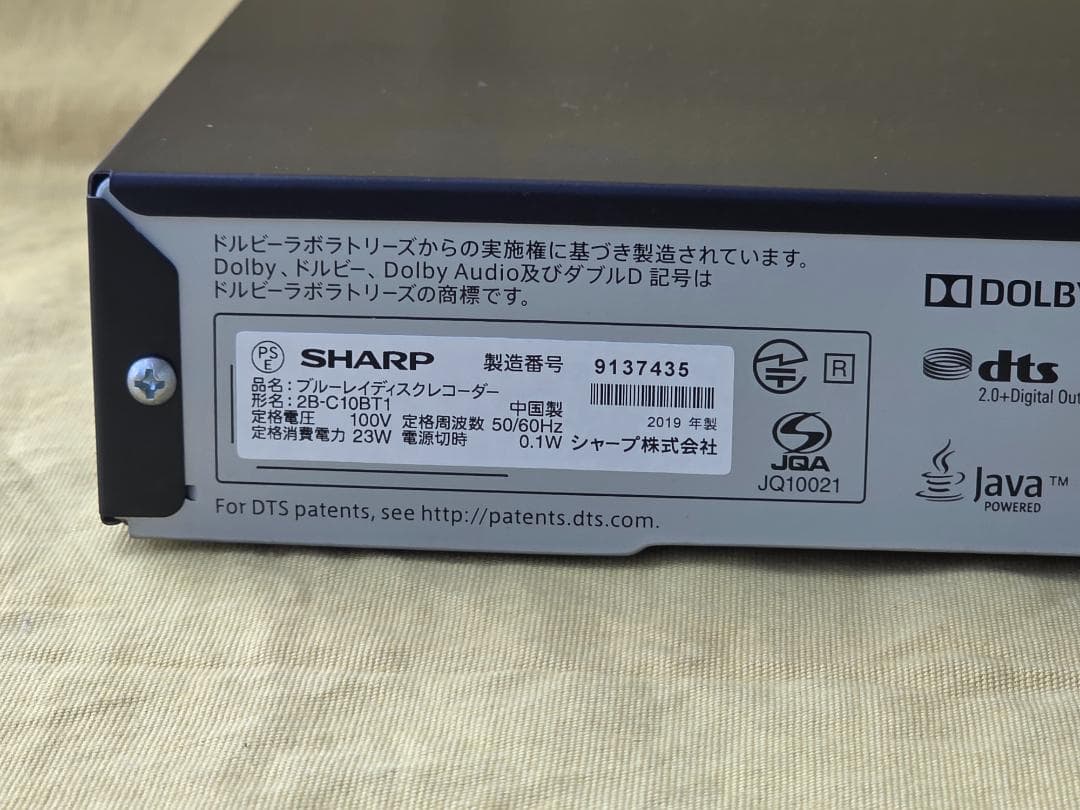 ドルビーラボラトリーズからの実施権に基づき製造されています。
Dolby、ドルビー、Dolby Audio及びダブルD 記号は
ドルビーラボラトリーズの商標です。
PS E SHARP 製造番号 9137435
品名：ブルーレイディスクレコーダー
形名：2B-C10BT1 中国製
定格電圧 100V 定格周波数 50/60Hz 2019 年製
定格消費電力 23W 電源切時 0.1W シャープ株式会社
R
JQA
JQ10021
For DTS patents, see http://patents.dts.com.
DOLBY
dts
2.0+Digital Out
Java™
POWERED